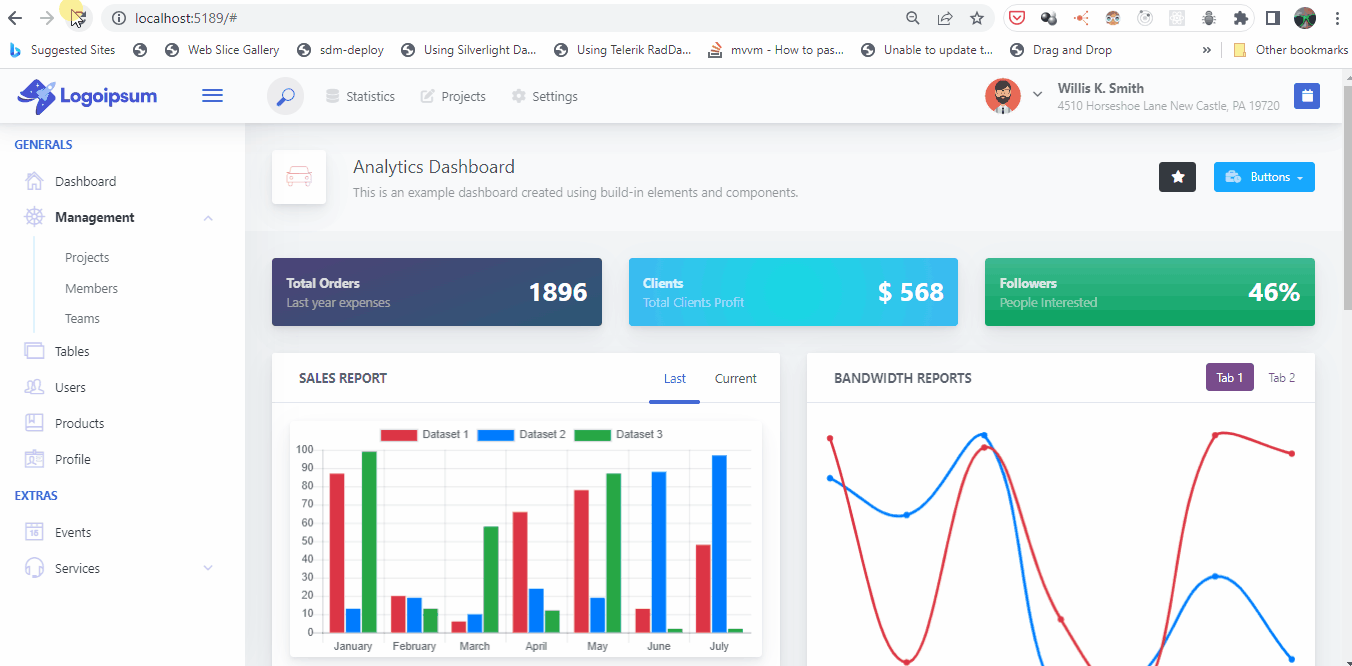 localhost:5189/#
Suggested Sites
Web Slice Gallery
sdm-deploy
Using Silverlight Da...
Using Telerik RadDa...
mvvm - How to pas...
Unable to update t...
Drag and Drop
»
Other bookmarks
Logoipsum
Statistics
Projects
Settings
Willis K. Smith
4510 Horseshoe Lane New Castle, PA 19720
GENERALS
Dashboard
Management
Projects
Members
Teams
Tables
Users
Products
Profile
EXTRAS
Events
Services
Analytics Dashboard
This is an example dashboard created using build-in elements and components.
Buttons
Total Orders
Last year expenses
1896
Clients
Total Clients Profit
$ 568
Followers
People Interested
46%
SALES REPORT
Last
Current
Dataset 1
Dataset 2
Dataset 3
100
90
80
70
60
50
40
30
20
10
0
January
February
March
April
May
June
July
BANDWIDTH REPORTS
Tab 1
Tab 2